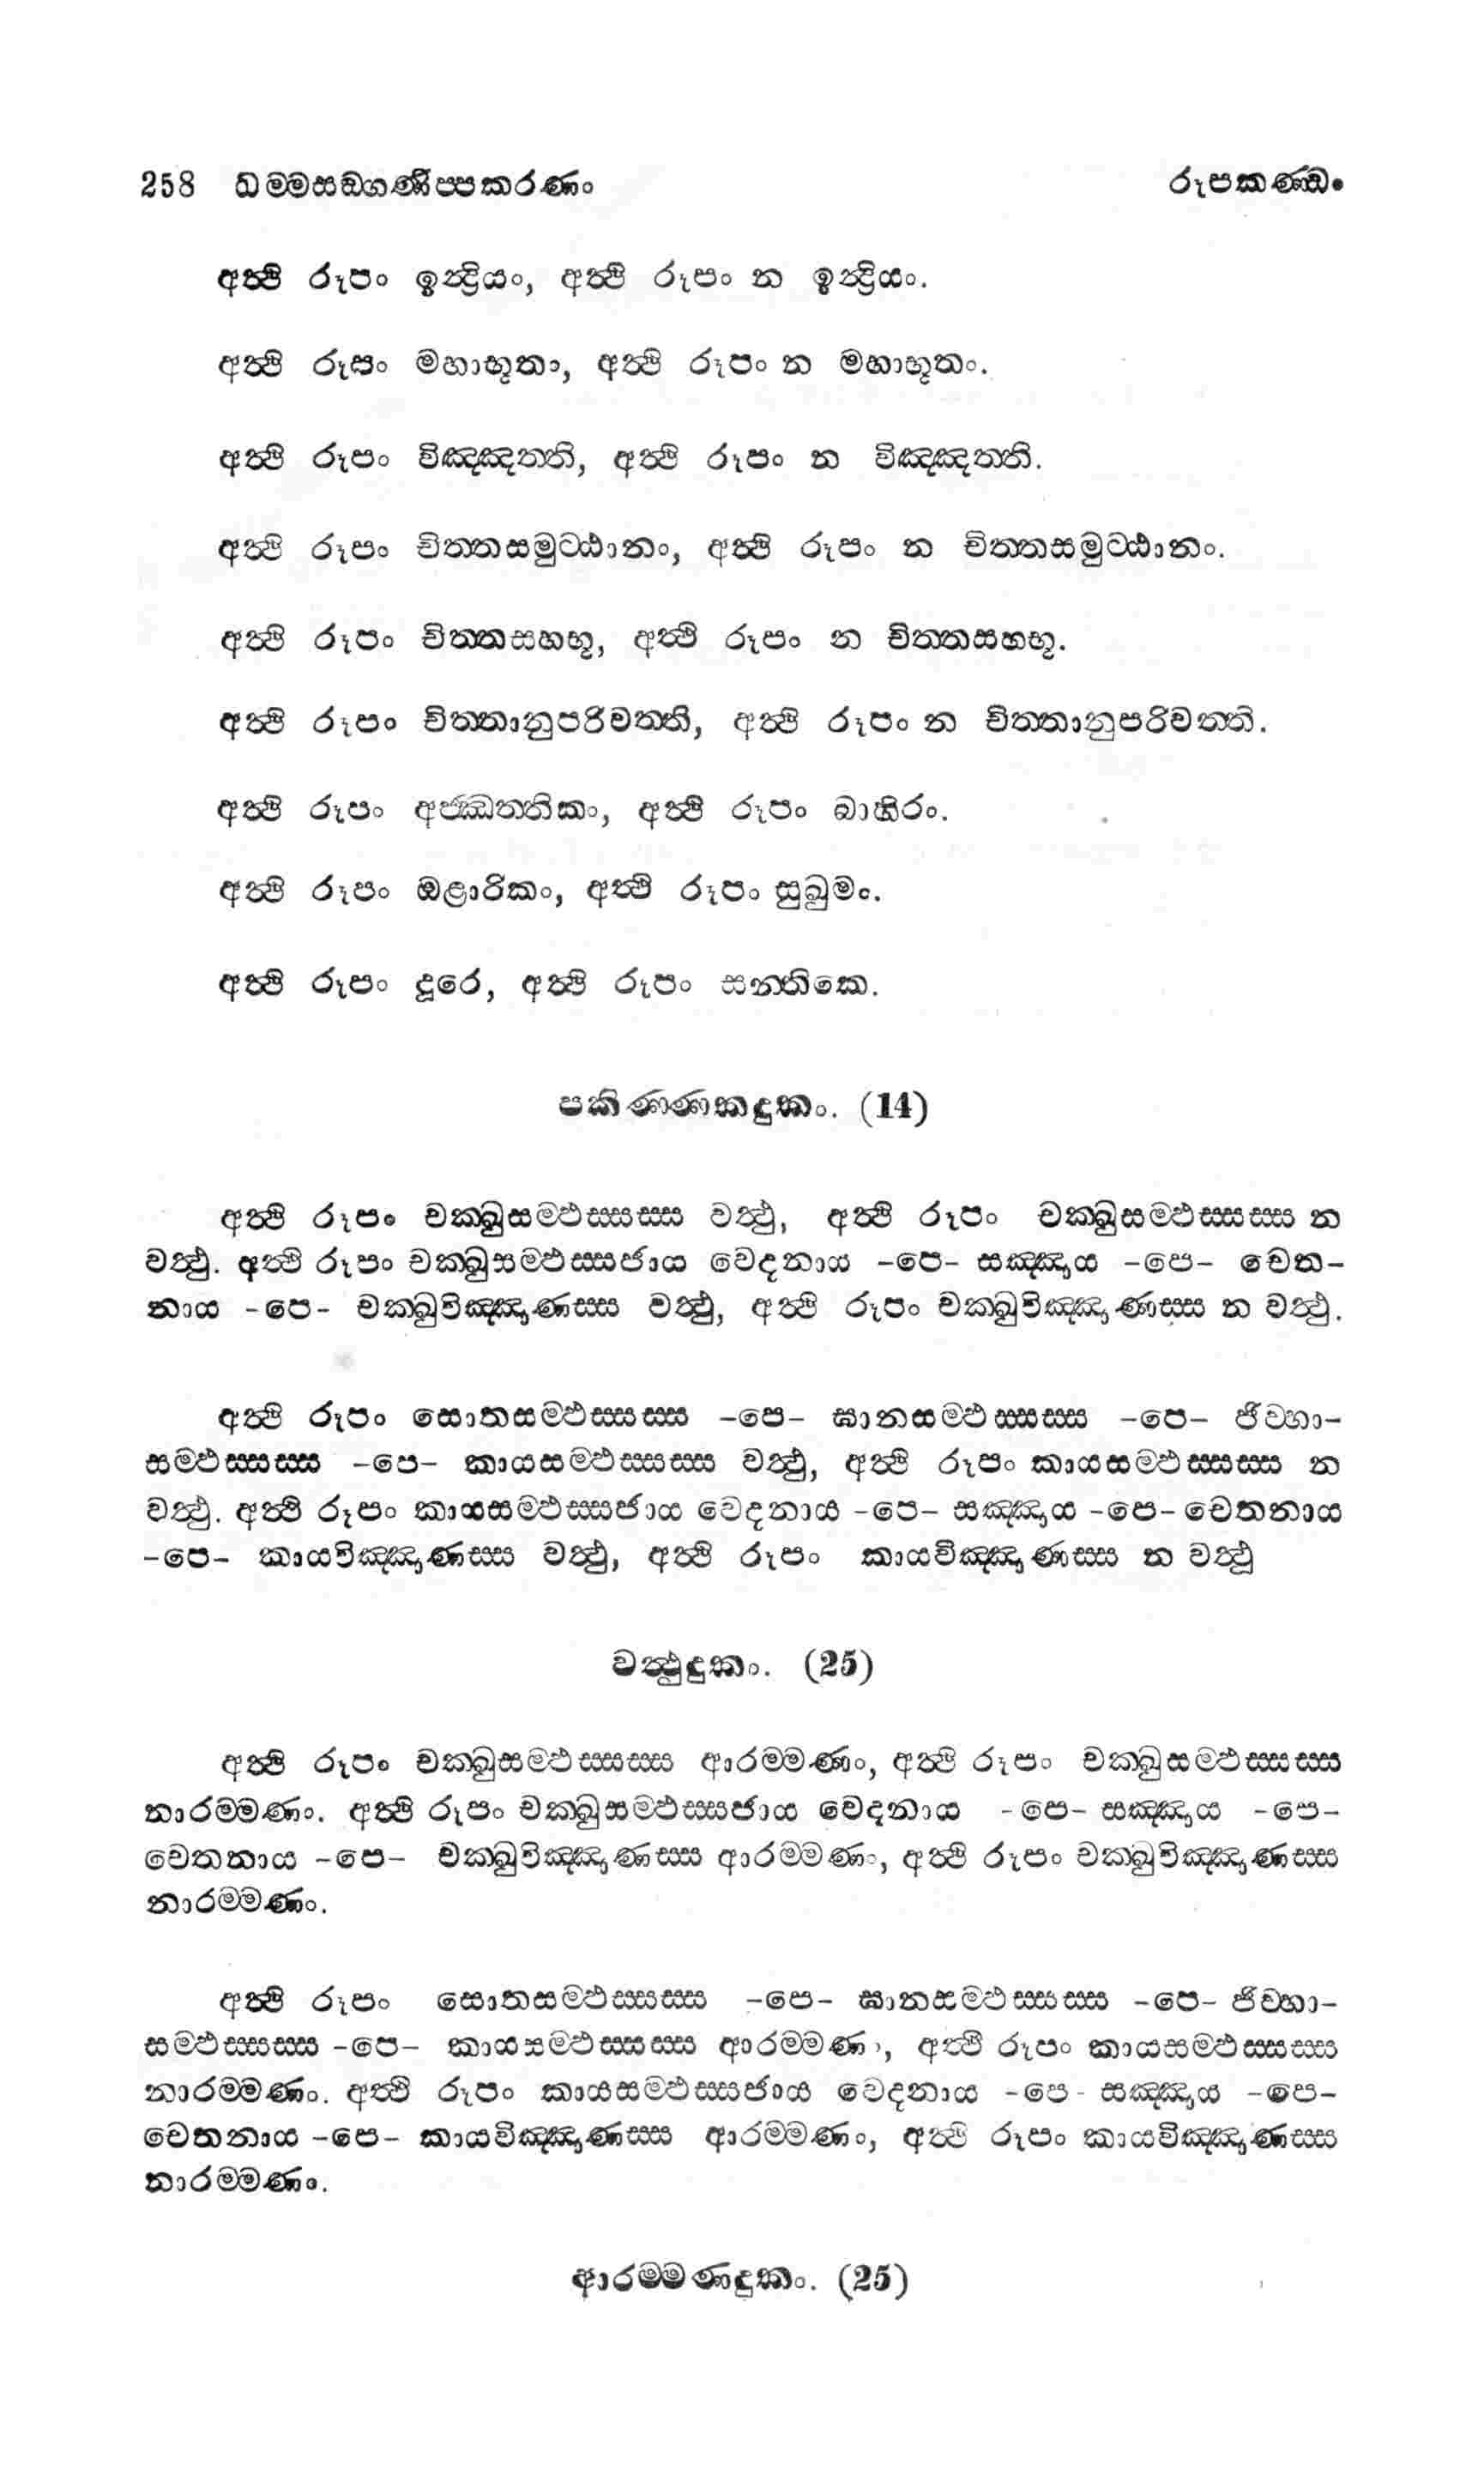 258 ධම්මසඞ්ගණිප්පකරණං රූපකණ්ඩං
අත්ථි රූපං ඉන්ද්‍රියං, අත්ථි රූපං න ඉන්ද්‍රියං.
අත්ථි රූපං මහාභූතං, අත්ථි රූපං න මහාභූතං.
අත්ථි රූපං විඤ්ඤත්ති, අත්ථි රූපං න විඤ්ඤත්ති.
අත්ථි රූපං චිත්තසමුට්ඨානං, අත්ථි රූපං න චිත්තසමුට්ඨානං.
අත්ථි රූපං චිත්තසහභූ, අත්ථි රූපං න චිත්තසහභූ.
අත්ථි රූපං චිත්තානුපරිවත්ති, අත්ථි රූපං න චිත්තානුපරිවත්ති.
අත්ථි රූපං අජ්ඣත්තිකං, අත්ථි රූපං බාහිරං.
අත්ථි රූපං ඔළාරිකං, අත්ථි රූපං සුඛුමං.
අත්ථි රූපං දූරෙ, අත්ථි රූපං සන්තිකෙ.
පකිණ්ණකදුකං. (14)
අත්ථි රූපං චක්ඛුසම්ඵස්සස්ස වත්ථු, අත්ථි රූපං චක්ඛුසම්ඵස්සස්ස න
වත්ථු. අත්ථි රූපං චක්ඛුසම්ඵස්සජාය වෙදනාය -පෙ- සඤ්ඤාය -පෙ- චෙත-
නාය -පෙ- චක්ඛුවිඤ්ඤාණස්ස වත්ථු, අත්ථි රූපං චක්ඛුවිඤ්ඤාණස්ස න වත්ථු.
අත්ථි රූපං සොතසම්ඵස්සස්ස -පෙ- ඝානසම්ඵස්සස්ස -පෙ- ජිව්හා-
සම්ඵස්සස්ස -පෙ- කායසම්ඵස්සස්ස වත්ථු, අත්ථි රූපං කායසම්ඵස්සස්ස න
වත්ථු. අත්ථි රූපං කායසම්ඵස්සජාය වෙදනාය -පෙ- සඤ්ඤාය -පෙ- චෙතනාය
-පෙ- කායවිඤ්ඤාණස්ස වත්ථු, අත්ථි රූපං කායවිඤ්ඤාණස්ස න වත්ථූ
වත්ථුදුකං. (25)
අත්ථි රූපං චක්ඛුසම්ඵස්සස්ස ආරම්මණං, අත්ථි රූපං චක්ඛුසම්ඵස්සස්ස
නාරම්මණං. අත්ථි රූපං චක්ඛුසම්ඵස්සජාය වෙදනාය -පෙ- සඤ්ඤාය -පෙ-
චෙතනාය -පෙ- චක්ඛුවිඤ්ඤාණස්ස ආරම්මණං, අත්ථි රූපං චක්ඛුවිඤ්ඤාණස්ස
නාරම්මණං.
අත්ථි රූපං සොතසම්ඵස්සස්ස -පෙ- ඝානසම්ඵස්සස්ස -පෙ- ජිව්හා-
සම්ඵස්සස්ස -පෙ- කායසම්ඵස්සස්ස ආරම්මණං, අත්ථි රූපං කායසම්ඵස්සස්ස
නාරම්මණං. අත්ථි රූපං කායසම්ඵස්සජාය වෙදනාය -පෙ- සඤ්ඤාය -පෙ-
චෙතනාය -පෙ- කායවිඤ්ඤාණස්ස ආරම්මණං, අත්ථි රූපං කායවිඤ්ඤාණස්ස
නාරම්මණං.
ආරම්මණදුකං. (25)